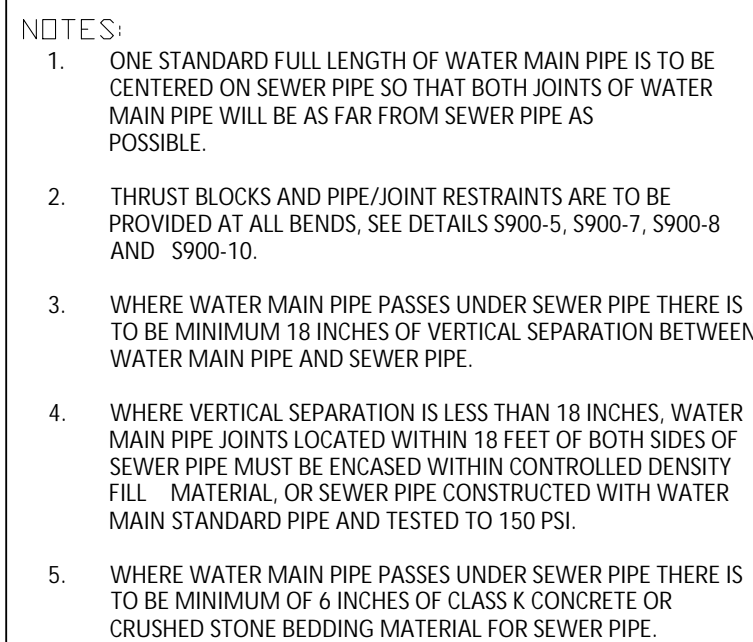 NOTES:
1. ONE STANDARD FULL LENGTH OF WATER MAIN PIPE IS TO BE
CENTERED ON SEWER PIPE SO THAT BOTH JOINTS OF WATER
MAIN PIPE WILL BE AS FAR FROM SEWER PIPE AS
POSSIBLE.
2. THRUST BLOCKS AND PIPE/JOINT RESTRAINTS ARE TO BE
PROVIDED AT ALL BENDS, SEE DETAILS S900-5, S900-7, S900-8
AND S900-10.
3. WHERE WATER MAIN PIPE PASSES UNDER SEWER PIPE THERE IS
TO BE MINIMUM 18 INCHES OF VERTICAL SEPARATION BETWEEN
WATER MAIN PIPE AND SEWER PIPE.
4. WHERE VERTICAL SEPARATION IS LESS THAN 18 INCHES, WATER
MAIN PIPE JOINTS LOCATED WITHIN 18 FEET OF BOTH SIDES OF
SEWER PIPE MUST BE ENCASED WITHIN CONTROLLED DENSITY
FILL MATERIAL, OR SEWER PIPE CONSTRUCTED WITH WATER
MAIN STANDARD PIPE AND TESTED TO 150 PSI.
5. WHERE WATER MAIN PIPE PASSES UNDER SEWER PIPE THERE IS
TO BE MINIMUM OF 6 INCHES OF CLASS K CONCRETE OR
CRUSHED STONE BEDDING MATERIAL FOR SEWER PIPE.